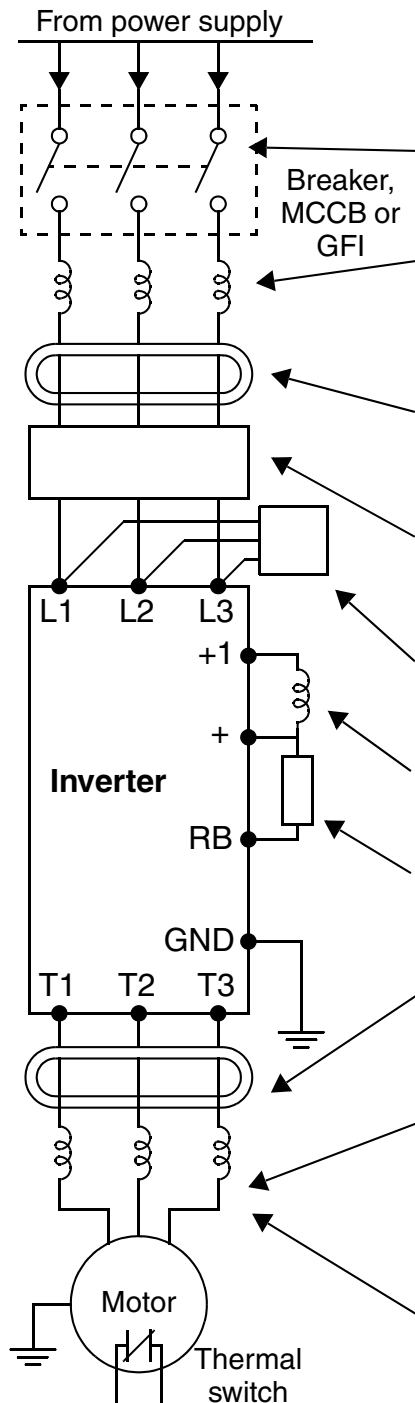 From power supply
Breaker,
MCCB or
GFI
L1 L2 L3
+1
+
Inverter
RB
GND
T1 T2 T3
Motor
Thermal
switch